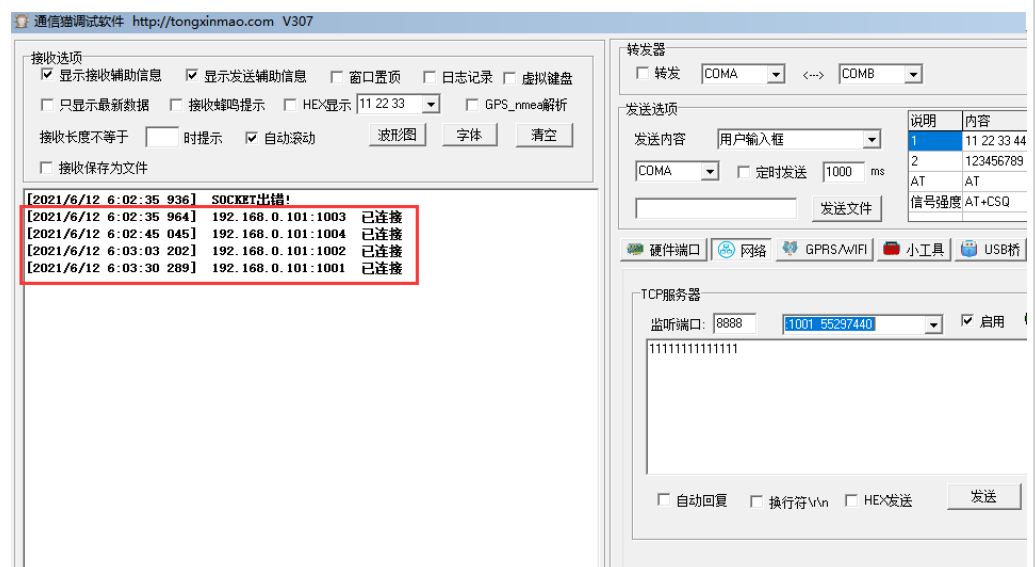 通信猫调试软件 http://tongxinmao.com V307
接收选项
显示接收辅助信息 显示发送辅助信息 窗口置顶 日志记录 虚拟键盘
只显示最新数据 接收蜂鸣提示 HEX显示 11 22 33 GPS_nmea解析
接收长度不等于 时提示 自动滚动 波形图 字体 清空
接收保存为文件
[2021/6/12 6:02:35 936] SOCKET出错!
[2021/6/12 6:02:35 964] 192.168.0.101:1003 已连接
[2021/6/12 6:02:45 045] 192.168.0.101:1004 已连接
[2021/6/12 6:03:03 202] 192.168.0.101:1002 已连接
[2021/6/12 6:03:30 289] 192.168.0.101:1001 已连接
转发器
转发 COMA <---> COMB
发送选项
发送内容 用户输入框
COMA 定时发送 1000 ms
发送文件
说明 内容
1 11 22 33 44
2 123456789
AT AT
信号强度 AT+CSQ
硬件端口 网络 GPRS/WIFI 小工具 USB桥
TCP服务器
监听端口: 8888 :1001 55297440 启用
11111111111111
自动回复 换行符\r\n HEX发送 发送